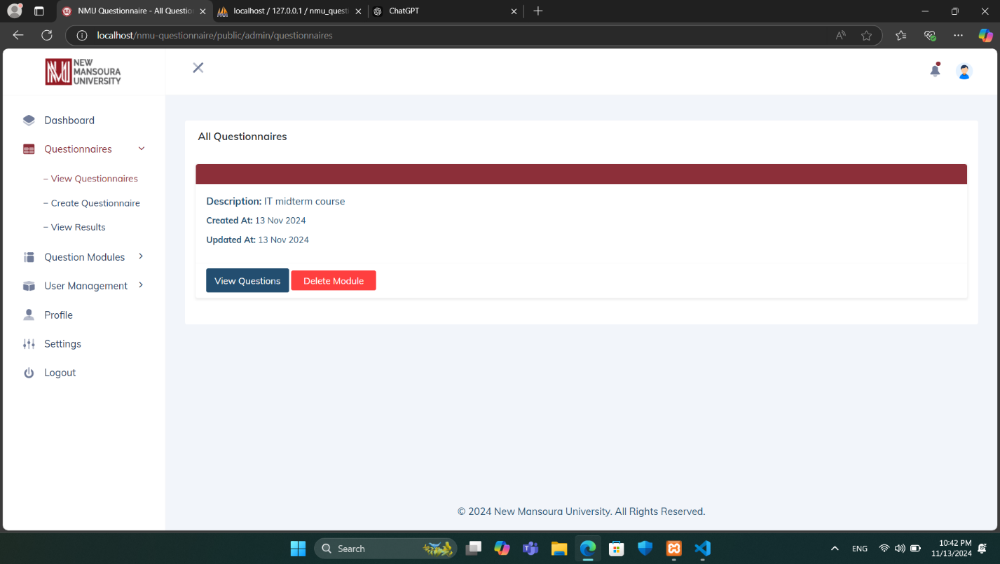 NMU Questionnaire - All Question
localhost / 127.0.0.1 / nmu_questi
ChatGPT
localhost/nmu-questionnaire/public/admin/questionnaires
NEW
MANSOURA
UNIVERSITY
Dashboard
Questionnaires
– View Questionnaires
– Create Questionnaire
– View Results
Question Modules
User Management
Profile
Settings
Logout
All Questionnaires
Description: IT midterm course
Created At: 13 Nov 2024
Updated At: 13 Nov 2024
View Questions
Delete Module
© 2024 New Mansoura University. All Rights Reserved.
Search
ENG
10:42 PM
11/13/2024